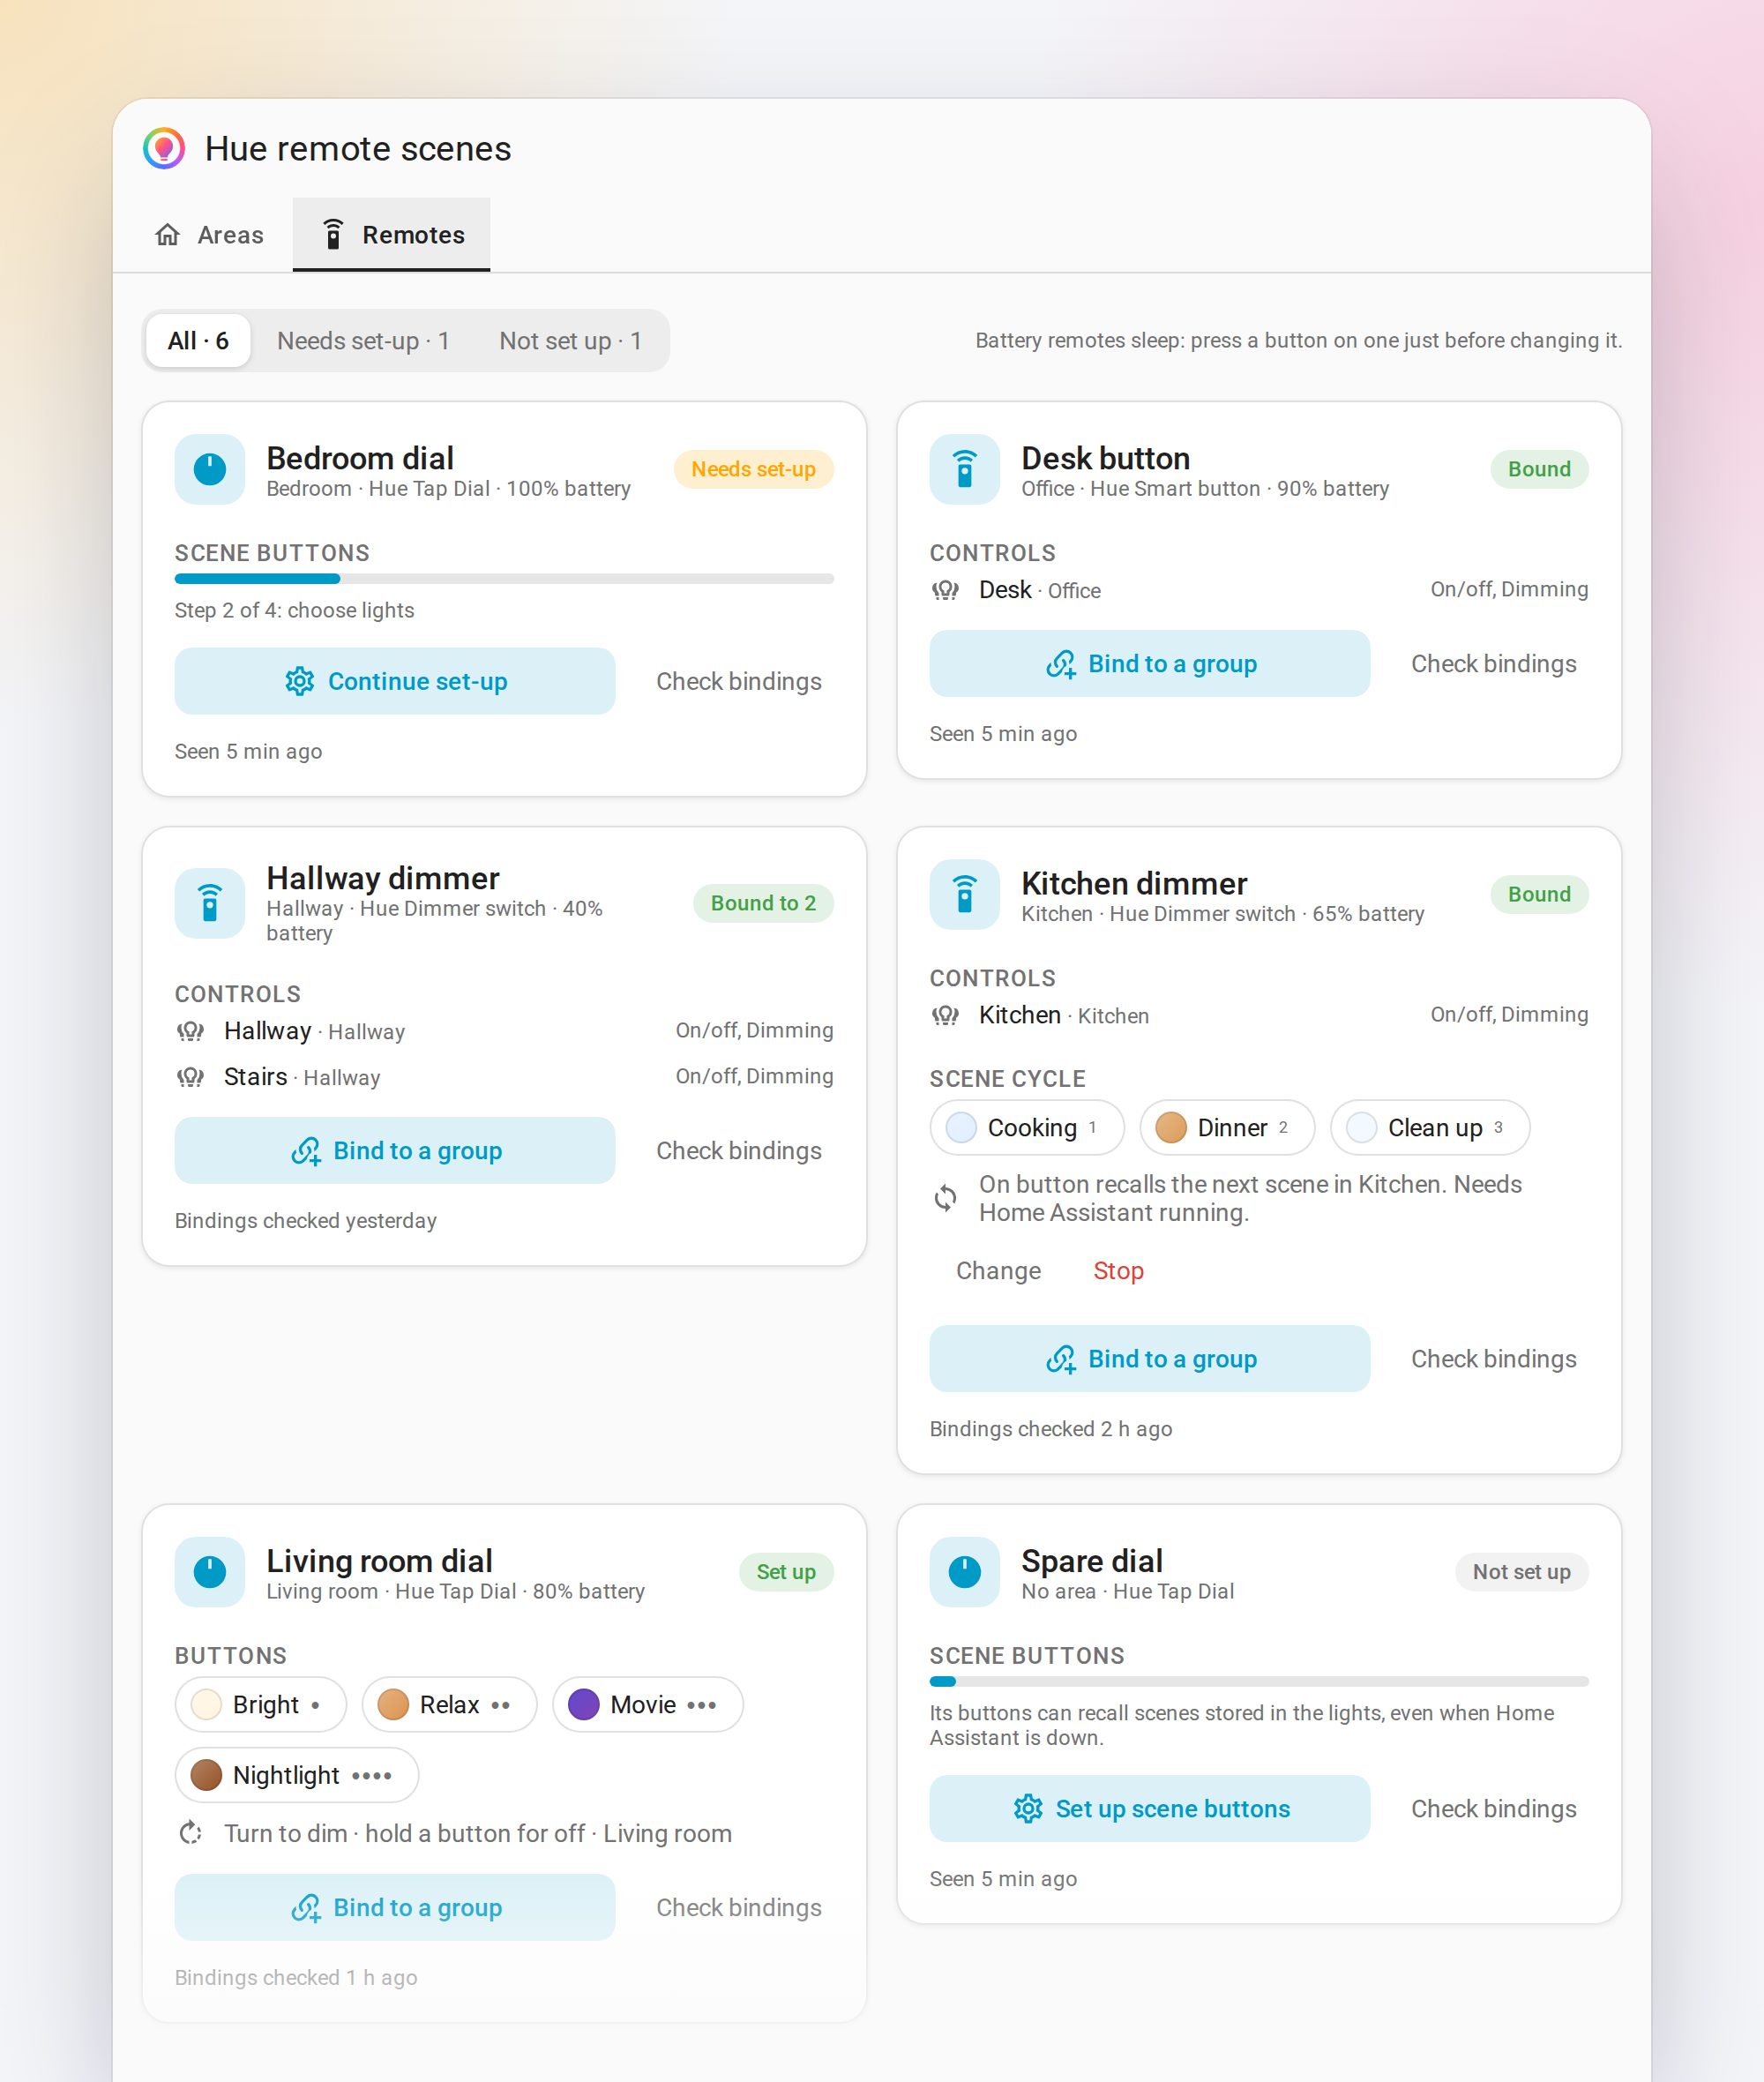 Hue remote scenes
Areas
Remotes
All · 6
Needs set-up · 1
Not set up · 1
Battery remotes sleep: press a button on one just before changing it.
Bedroom dial
Bedroom · Hue Tap Dial · 100% battery
Needs set-up
SCENE BUTTONS
Step 2 of 4: choose lights
Continue set-up
Check bindings
Seen 5 min ago
Desk button
Office · Hue Smart button · 90% battery
Bound
CONTROLS
Desk · Office
On/off, Dimming
Bind to a group
Check bindings
Seen 5 min ago
Hallway dimmer
Hallway · Hue Dimmer switch · 40%
battery
Bound to 2
CONTROLS
Hallway · Hallway
On/off, Dimming
Stairs · Hallway
On/off, Dimming
Bind to a group
Check bindings
Bindings checked yesterday
Kitchen dimmer
Kitchen · Hue Dimmer switch · 65% battery
Bound
CONTROLS
Kitchen · Kitchen
On/off, Dimming
SCENE CYCLE
Cooking 1
Dinner 2
Clean up 3
On button recalls the next scene in Kitchen. Needs
Home Assistant running.
Change
Stop
Bind to a group
Check bindings
Bindings checked 2 h ago
Living room dial
Living room · Hue Tap Dial · 80% battery
Set up
BUTTONS
Bright •
Relax ••
Movie •••
Nightlight ••••
Turn to dim · hold a button for off · Living room
Bind to a group
Check bindings
Bindings checked 1 h ago
Spare dial
No area · Hue Tap Dial
Not set up
SCENE BUTTONS
Its buttons can recall scenes stored in the lights, even when Home
Assistant is down.
Set up scene buttons
Check bindings
Seen 5 min ago